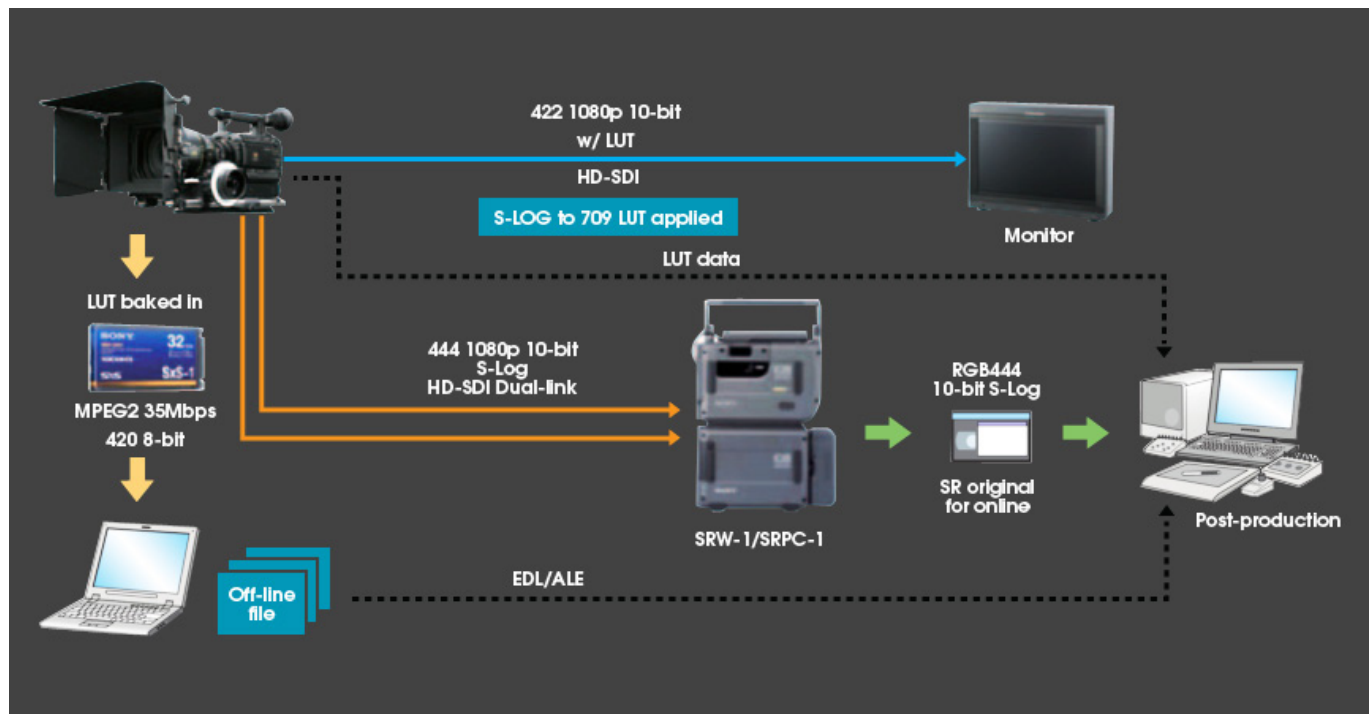 422 1080p 10-bit
w/ LUT
HD-SDI
S-LOG to 709 LUT applied
Monitor
LUT data
LUT baked in
SONY
32
SxS-1
SxS
MPEG2 35Mbps
420 8-bit
444 1080p 10-bit
S-Log
HD-SDI Dual-link
SRW-1/SRPC-1
RGB444
10-bit S-Log
SR original
for online
Post-production
Off-line
file
EDL/ALE